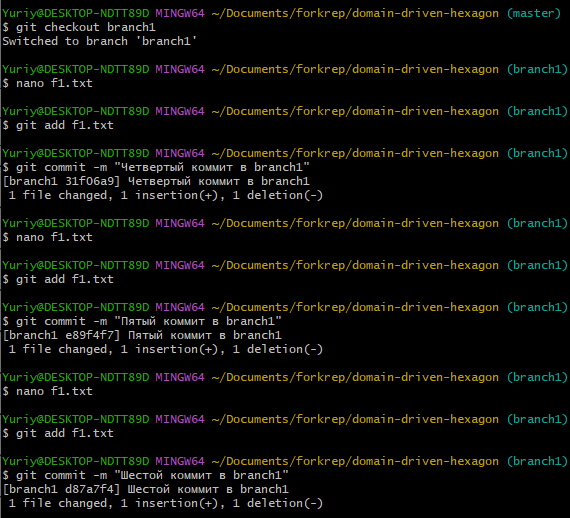 Yuriy@DESKTOP-NDTT89D MINGW64 ~/Documents/forkrep/domain-driven-hexagon (master)
$ git checkout branch1
Switched to branch 'branch1'
Yuriy@DESKTOP-NDTT89D MINGW64 ~/Documents/forkrep/domain-driven-hexagon (branch1)
$ nano f1.txt
Yuriy@DESKTOP-NDTT89D MINGW64 ~/Documents/forkrep/domain-driven-hexagon (branch1)
$ git add f1.txt
Yuriy@DESKTOP-NDTT89D MINGW64 ~/Documents/forkrep/domain-driven-hexagon (branch1)
$ git commit -m "Четвертый коммит в branch1"
[branch1 31f06a9] Четвертый коммит в branch1
1 file changed, 1 insertion(+), 1 deletion(-)
Yuriy@DESKTOP-NDTT89D MINGW64 ~/Documents/forkrep/domain-driven-hexagon (branch1)
$ nano f1.txt
Yuriy@DESKTOP-NDTT89D MINGW64 ~/Documents/forkrep/domain-driven-hexagon (branch1)
$ git add f1.txt
Yuriy@DESKTOP-NDTT89D MINGW64 ~/Documents/forkrep/domain-driven-hexagon (branch1)
$ git commit -m "Пятый коммит в branch1"
[branch1 e89f4f7] Пятый коммит в branch1
1 file changed, 1 insertion(+), 1 deletion(-)
Yuriy@DESKTOP-NDTT89D MINGW64 ~/Documents/forkrep/domain-driven-hexagon (branch1)
$ nano f1.txt
Yuriy@DESKTOP-NDTT89D MINGW64 ~/Documents/forkrep/domain-driven-hexagon (branch1)
$ git add f1.txt
Yuriy@DESKTOP-NDTT89D MINGW64 ~/Documents/forkrep/domain-driven-hexagon (branch1)
$ git commit -m "Шестой коммит в branch1"
[branch1 d87a7f4] Шестой коммит в branch1
1 file changed, 1 insertion(+), 1 deletion(-)